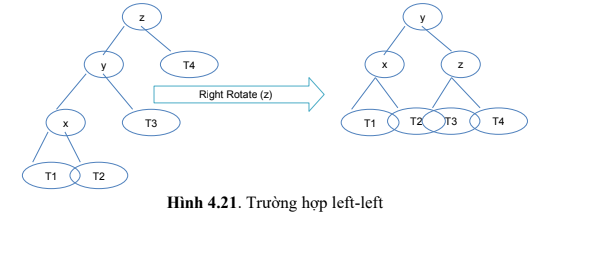 z
y
y
T4
x
z
Right Rotate (z)
x
T3
T1
T2
T3
T4
T1
T2
Hình 4.21. Trường hợp left-left